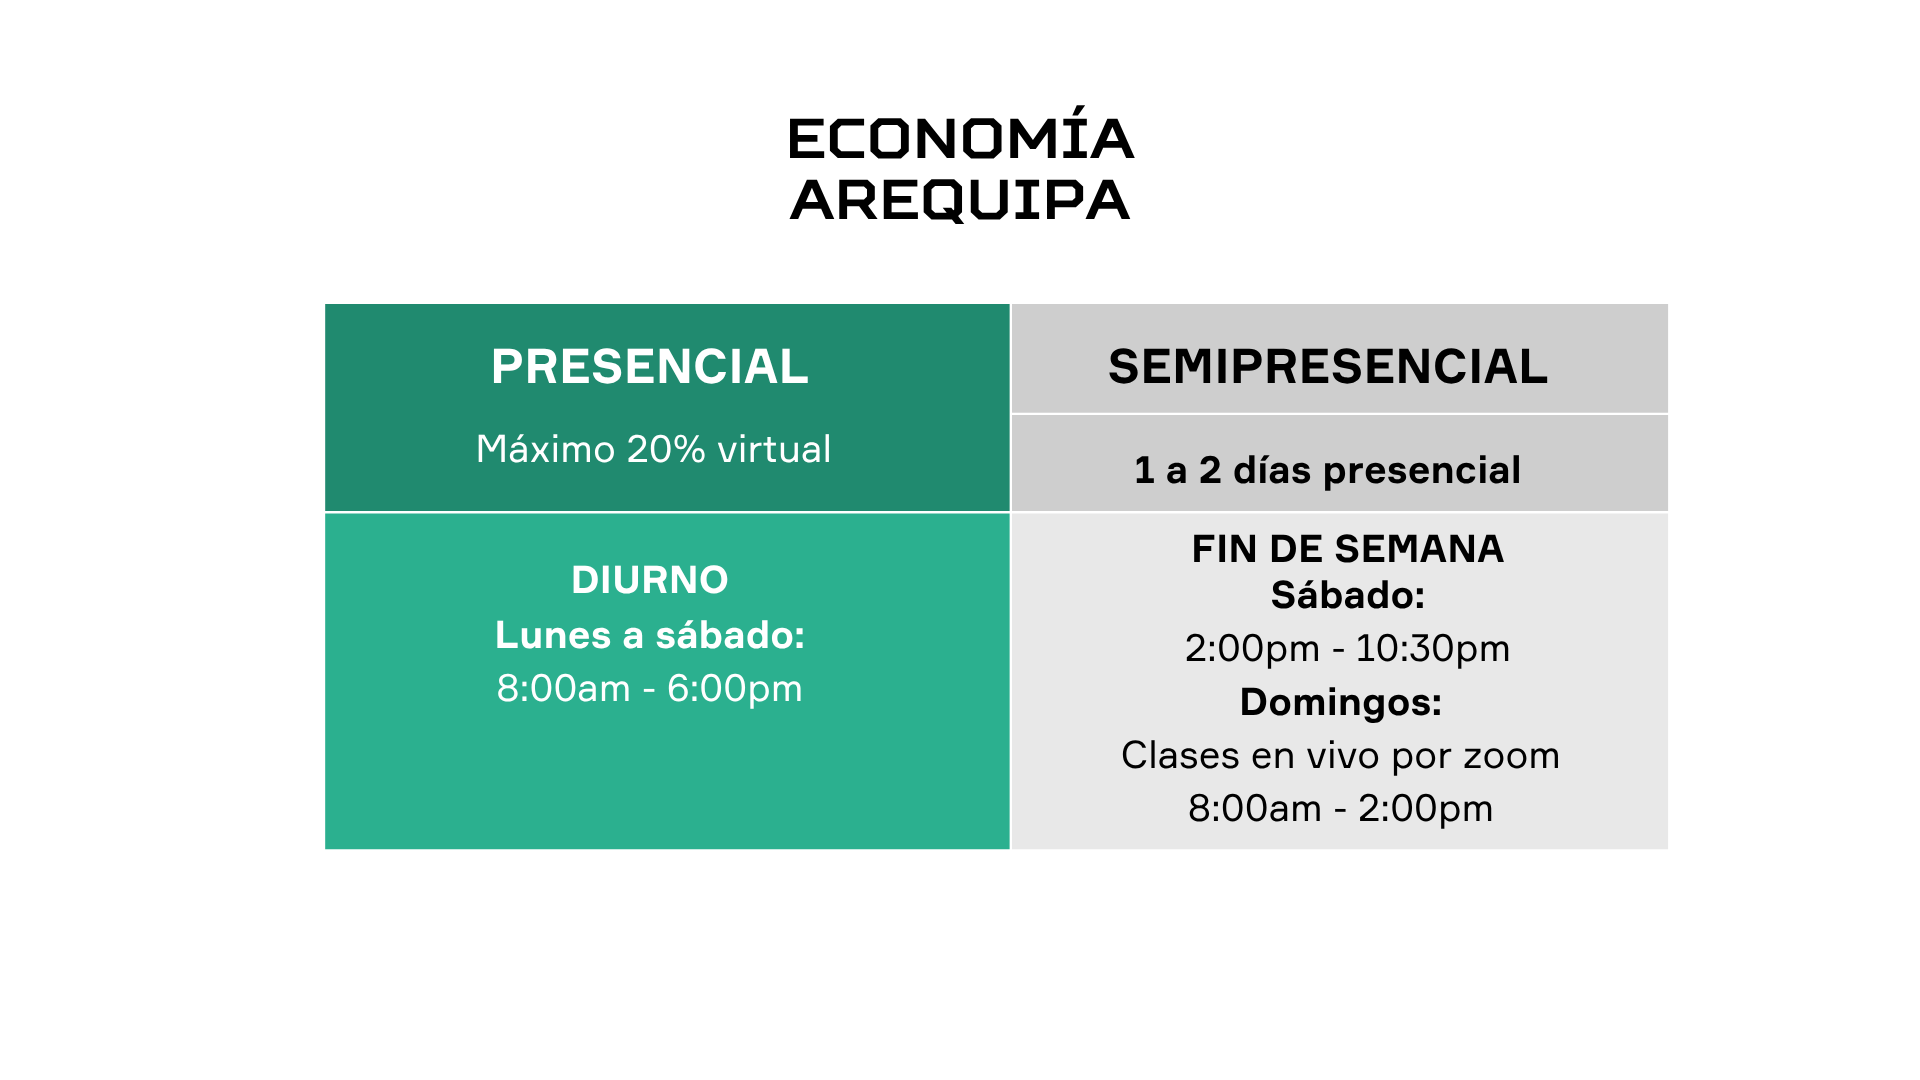 ECONOMÍA
AREQUIPA
PRESENCIAL
Máximo 20% virtual
SEMIPRESENCIAL
1 a 2 días presencial
DIURNO
Lunes a sábado:
8:00am - 6:00pm
FIN DE SEMANA
Sábado:
2:00pm - 10:30pm
Domingos:
Clases en vivo por zoom
8:00am - 2:00pm